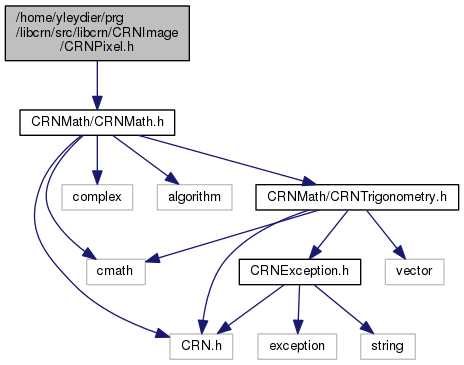 /home/yleydier/prg
/libcrn/src/libcrn/CRNImage
/CRNPixel.h
CRNMath/CRNMath.h
complex
algorithm
CRNMath/CRNTrigonometry.h
cmath
CRNException.h
vector
CRN.h
exception
string